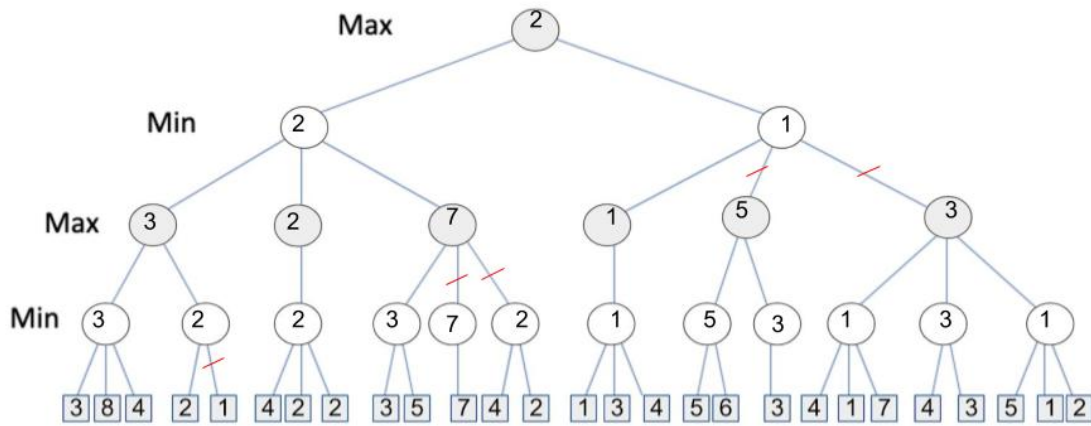 Max 2
Min 2 1
Max 3 2 7 1 5 3
Min 3 2 2 3 7 2 1 5 3 1 3 1
3 8 4 2 1 4 2 2 3 5 7 4 2 1 3 4 5 6 3 4 1 7 4 3 5 1 2